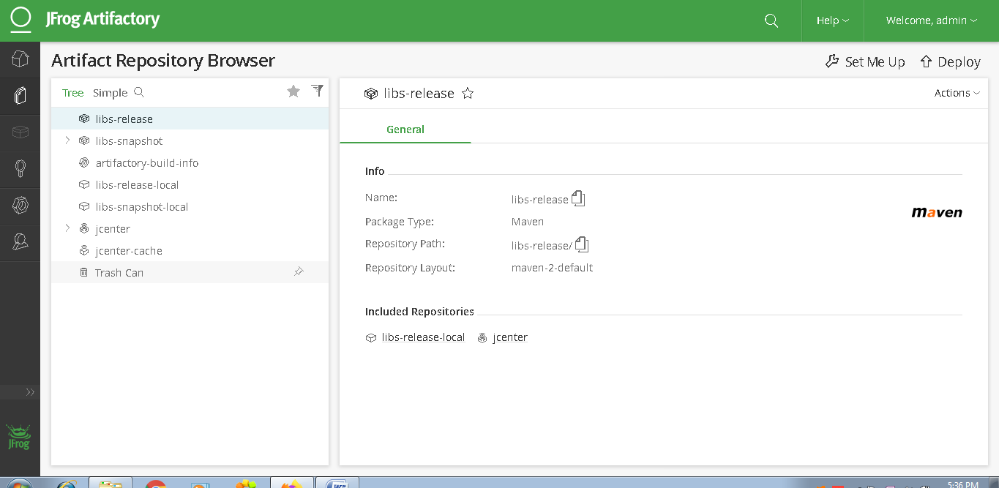 JFrog Artifactory
Help
Welcome, admin
Artifact Repository Browser
Set Me Up
Deploy
Tree Simple
libs-release
libs-snapshot
artifactory-build-info
libs-release-local
libs-snapshot-local
jcenter
jcenter-cache
Trash Can
libs-release
Actions
General
Info
Name: libs-release
Package Type: Maven
maven
Repository Path: libs-release/
Repository Layout: maven-2-default
Included Repositories
libs-release-local jcenter
JFrog
5:36 PM